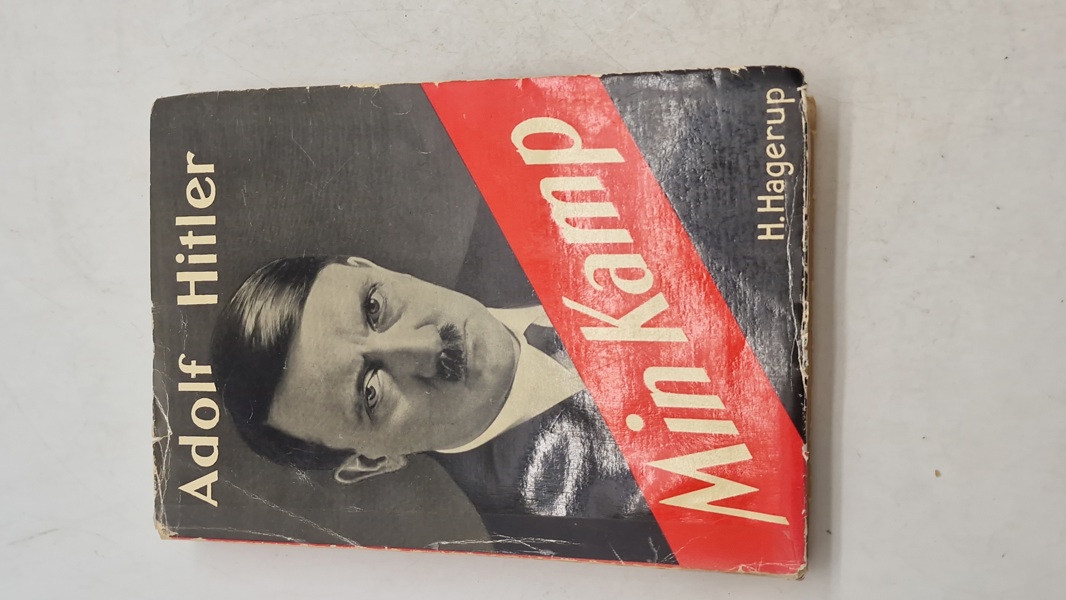 Adolf Hitler
Min Kamp
H. Hagerup